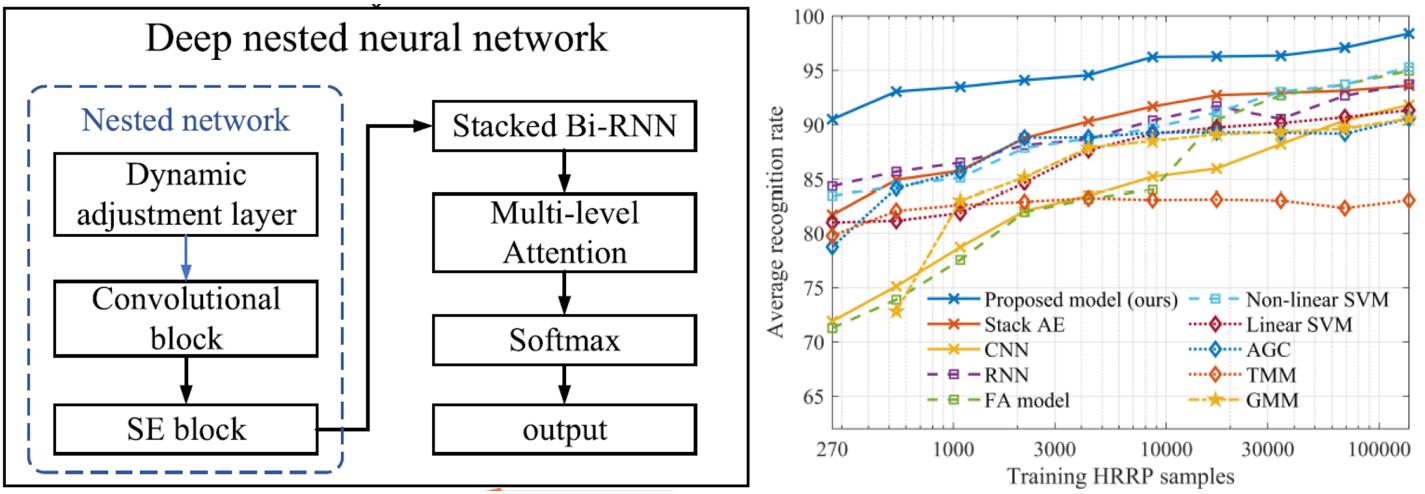 Deep nested neural network
Nested network
Dynamic
adjustment layer
Convolutional
block
SE block
Stacked Bi-RNN
Multi-level
Attention
Softmax
output
Average recognition rate
100
95
90
85
80
75
70
65
Proposed model (ours)
Stack AE
CNN
RNN
FA model
Non-linear SVM
Linear SVM
AGC
TMM
GMM
270
1000
3000
10000
30000
100000
Training HRRP samples